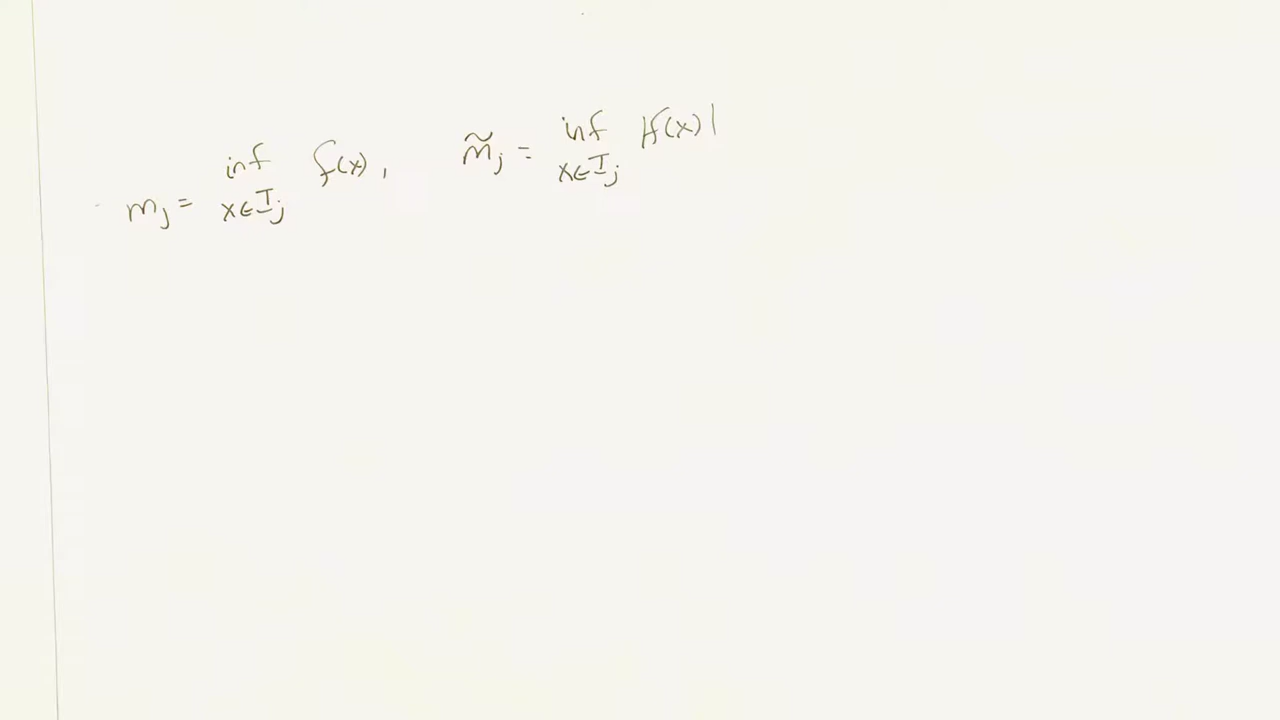 m_j = inf_{x∈I_j} f(x), m̃_j = inf_{x∈I_j} |f(x)|